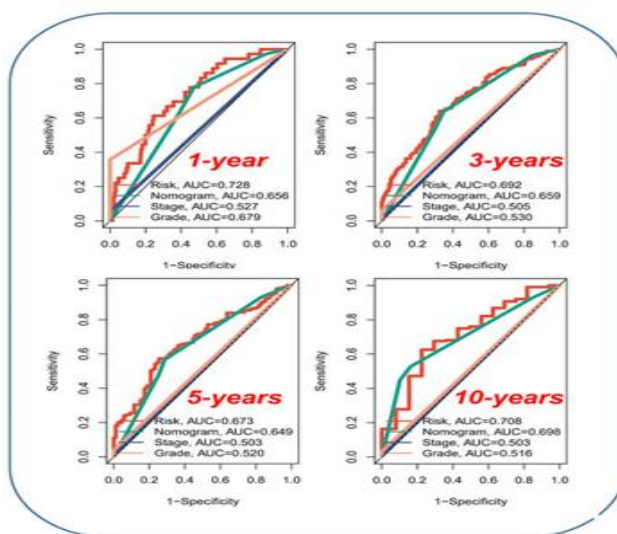 1.0
0.8
0.6
0.4
0.2
0.0
Sensitivity
1-year
Risk, AUC=0.728
Nomogram, AUC=0.656
Stage, AUC=0.527
Grade, AUC=0.679
0.0 0.2 0.4 0.6 0.8 1.0
1-Specificity
1.0
0.8
0.6
0.4
0.2
0.0
Sensitivity
3-years
Risk, AUC=0.692
Nomogram, AUC=0.659
Stage, AUC=0.505
Grade, AUC=0.530
0.0 0.2 0.4 0.6 0.8 1.0
1-Specificity
1.0
0.8
0.6
0.4
0.2
0.0
Sensitivity
5-years
Risk, AUC=0.673
Nomogram, AUC=0.649
Stage, AUC=0.503
Grade, AUC=0.520
0.0 0.2 0.4 0.6 0.8 1.0
1-Specificity
1.0
0.8
0.6
0.4
0.2
0.0
Sensitivity
10-years
Risk, AUC=0.708
Nomogram, AUC=0.698
Stage, AUC=0.503
Grade, AUC=0.516
0.0 0.2 0.4 0.6 0.8 1.0
1-Specificity